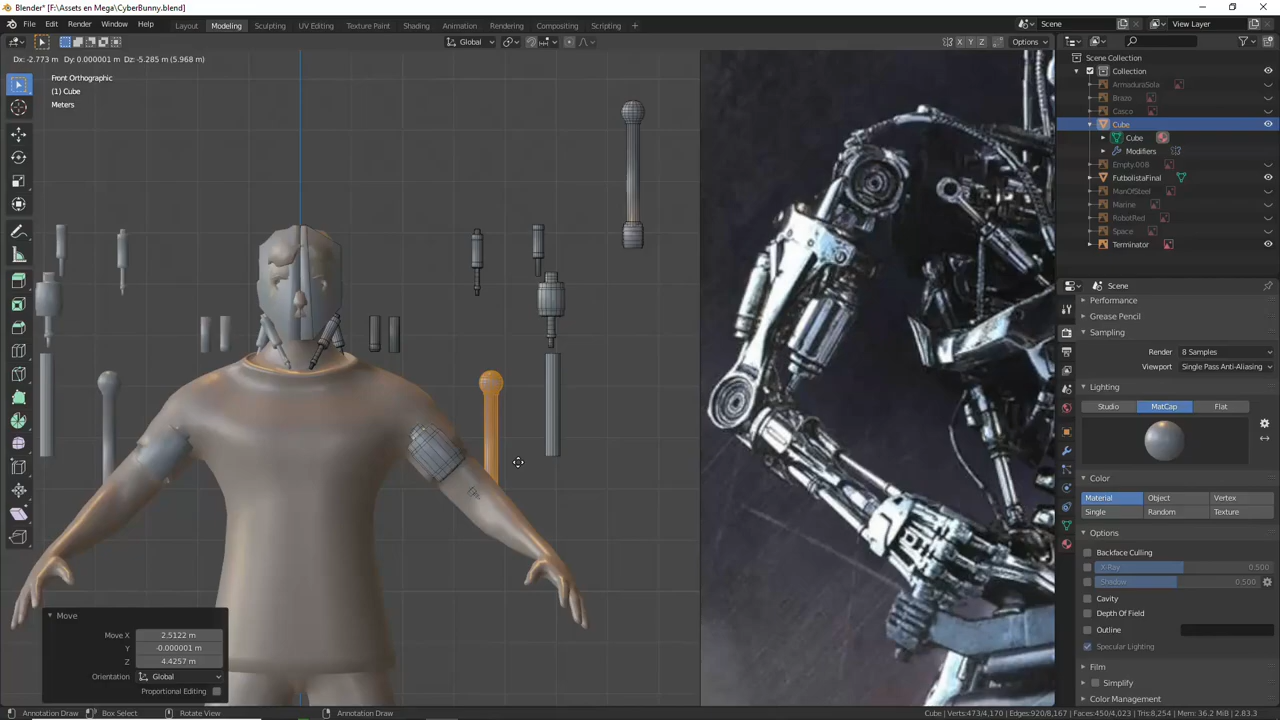 Blender* [F:\Assets en Mega\CyberBunny.blend]
File Edit Render Window Help Layout Modeling Sculpting UV Editing Texture Paint Shading Animation Rendering Compositing Scripting Scene View Layer
Global X Y Z Options
Dx: -2.773 m Dy: 0.000001 m Dz: -5.285 m (5.968 m)
Front Orthographic
(1) Cube
Meters
Scene Collection
Collection
ArmaduraSola
Brazo
Casco
Cube
Cube
Modifiers
Empty.008
FutbolistaFinal
ManOfSteel
Marine
RobotRed
Space
Terminator
Scene
Performance
Grease Pencil
Sampling
Render 8 Samples
Viewport Single Pass Anti-Aliasing
Lighting
Studio MatCap Flat
Color
Material Object Vertex
Single Random Texture
Options
Backface Culling
X-Ray 0.500
Shadow 0.500
Cavity
Depth Of Field
Outline
Specular Lighting
Film
Simplify
Color Management
Move
Move X 2.5122 m
Y -0.000001 m
Z 4.4257 m
Orientation Global
Proportional Editing
Annotation Draw Box Select Rotate View Annotation Draw Cube | Verts:473/4,170 | Edges:920/8,167 | Faces:450/4,023 | Tris:8,254 | Mem: 36.2 MiB | 2.83.3